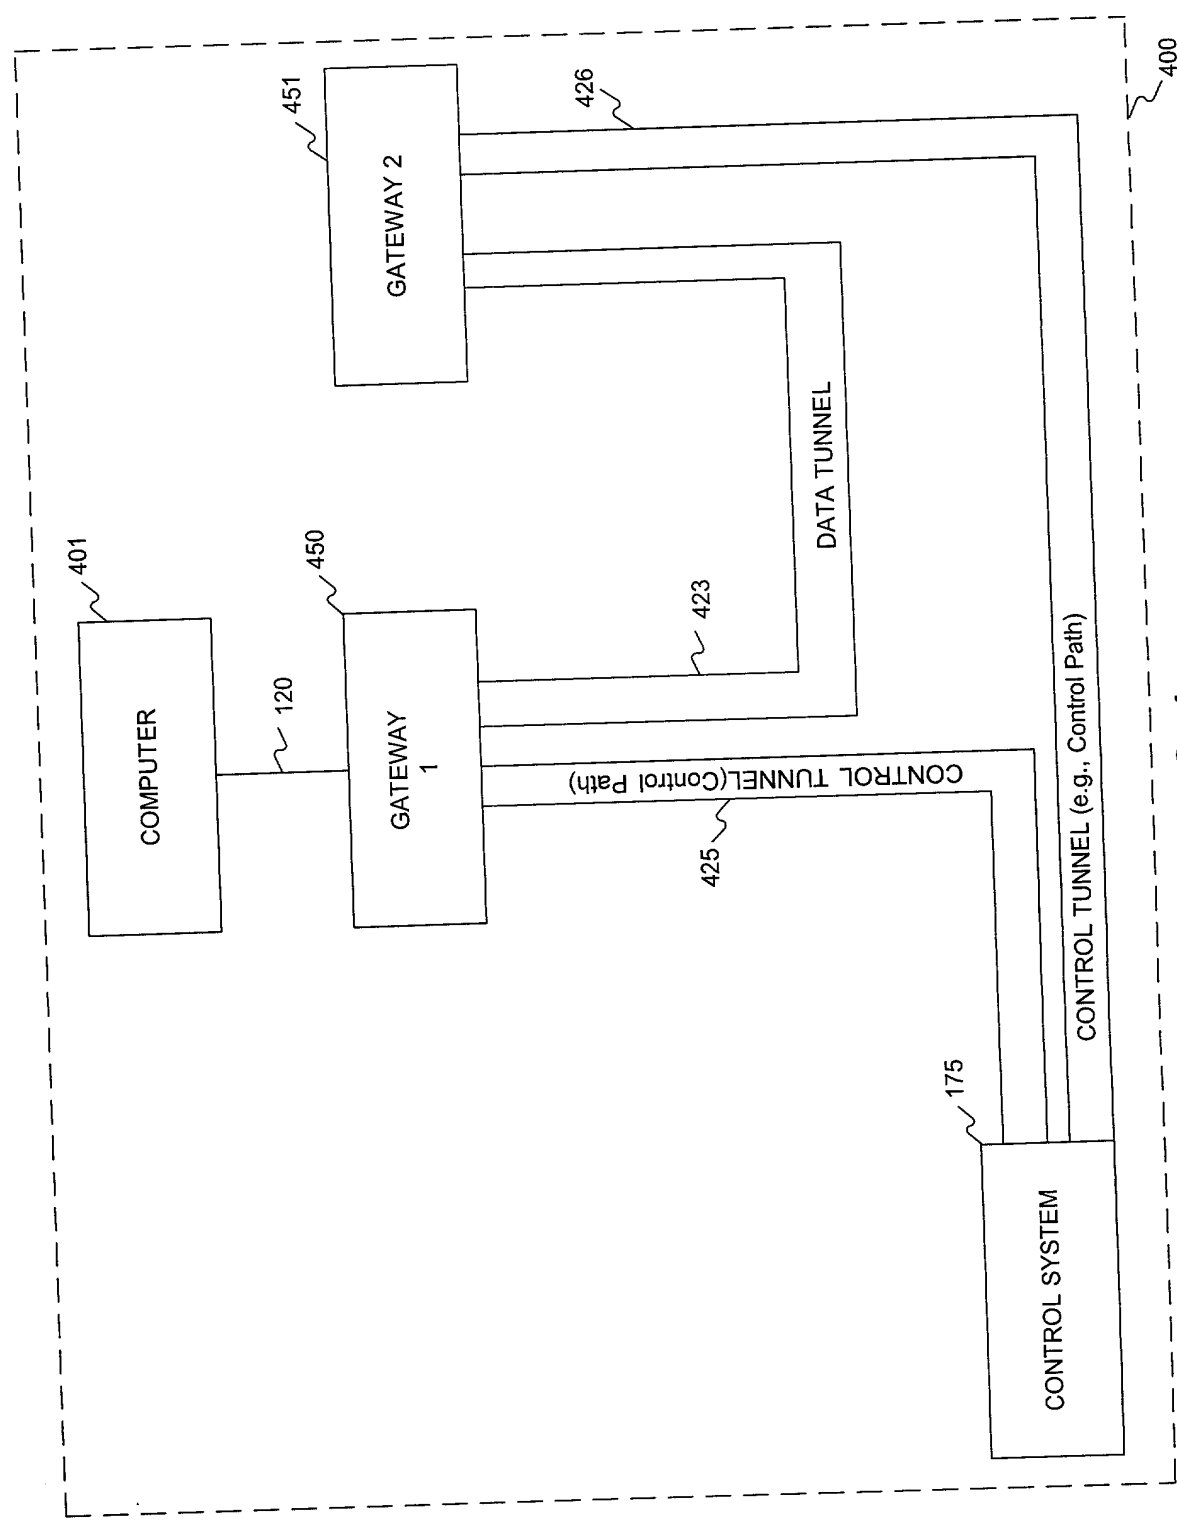 400
COMPUTER
401
120
GATEWAY
1
450
GATEWAY 2
451
423
DATA TUNNEL
425
CONTROL TUNNEL(Control Path)
426
CONTROL TUNNEL (e.g., Control Path)
CONTROL SYSTEM
175